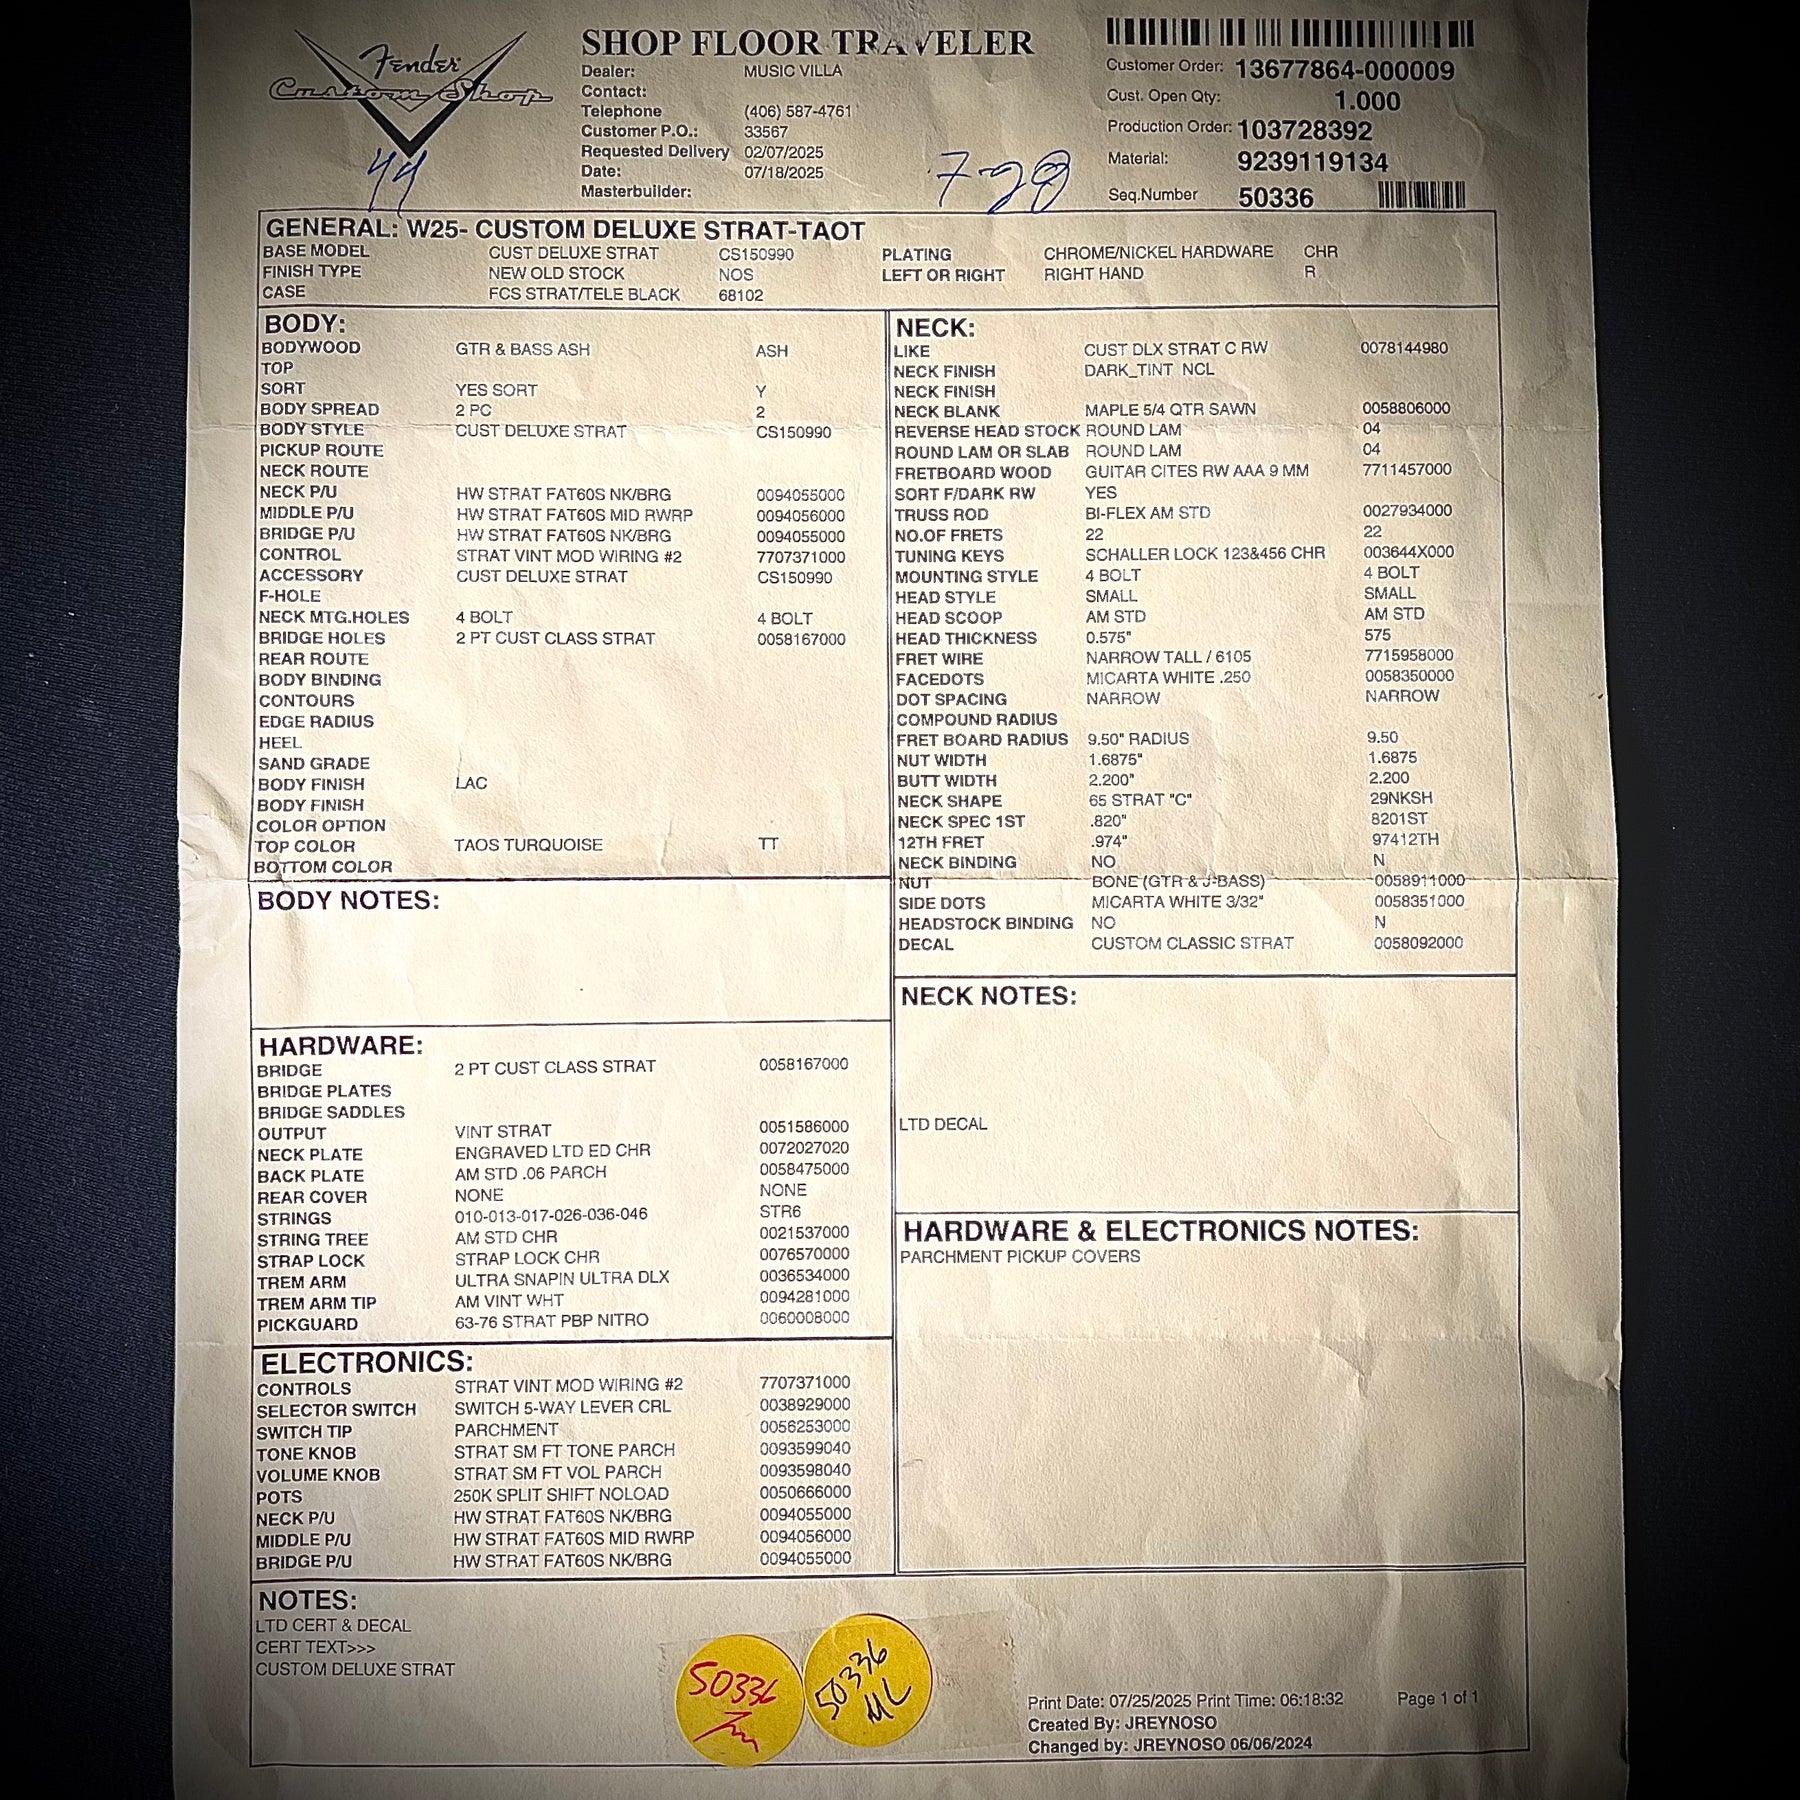 Fender
Custom Shop
SHOP FLOOR TRAVELER
Dealer: MUSIC VILLA
Contact:
Telephone (406) 587-4761
Customer P.O.: 33567
Requested Delivery 02/07/2025
Date: 07/18/2025
Masterbuilder:
Customer Order: 13677864-000009
Cust. Open Qty: 1.000
Production Order: 103728392
Material: 9239119134
Seq.Number 50336
44
GENERAL: W25- CUSTOM DELUXE STRAT-TAOT
BASE MODEL CUST DELUXE STRAT CS150990 PLATING CHROME/NICKEL HARDWARE CHR
FINISH TYPE NEW OLD STOCK NOS LEFT OR RIGHT RIGHT HAND R
CASE FCS STRAT/TELE BLACK 68102
BODY:
BODYWOOD GTR & BASS ASH ASH
TOP
SORT YES SORT Y
BODY SPREAD 2 PC 2
BODY STYLE CUST DELUXE STRAT CS150990
PICKUP ROUTE
NECK ROUTE
NECK P/U HW STRAT FAT60S NK/BRG 0094055000
MIDDLE P/U HW STRAT FAT60S MID RWRP 0094056000
BRIDGE P/U HW STRAT FAT60S NK/BRG 0094055000
CONTROL STRAT VINT MOD WIRING #2 7707371000
ACCESSORY CUST DELUXE STRAT CS150990
F-HOLE
NECK MTG.HOLES 4 BOLT 4 BOLT
BRIDGE HOLES 2 PT CUST CLASS STRAT 0058167000
REAR ROUTE
BODY BINDING
CONTOURS
EDGE RADIUS
HEEL
SAND GRADE
BODY FINISH LAC
BODY FINISH
COLOR OPTION
TOP COLOR TAOS TURQUOISE TT
BOTTOM COLOR
BODY NOTES:
HARDWARE:
BRIDGE 2 PT CUST CLASS STRAT 0058167000
BRIDGE PLATES
BRIDGE SADDLES
OUTPUT VINT STRAT 0051586000
NECK PLATE ENGRAVED LTD ED CHR 0072027020
BACK PLATE AM STD .06 PARCH 0058475000
REAR COVER NONE NONE
STRINGS 010-013-017-026-036-046 STR6
STRING TREE AM STD CHR 0021537000
STRAP LOCK STRAP LOCK CHR 0076570000
TREM ARM ULTRA SNAPIN ULTRA DLX 0036534000
TREM ARM TIP AM VINT WHT 0094281000
PICKGUARD 63-76 STRAT PBP NITRO 0060008000
ELECTRONICS:
CONTROLS STRAT VINT MOD WIRING #2 7707371000
SELECTOR SWITCH SWITCH 5-WAY LEVER CRL 0038929000
SWITCH TIP PARCHMENT 0056253000
TONE KNOB STRAT SM FT TONE PARCH 0093599040
VOLUME KNOB STRAT SM FT VOL PARCH 0093598040
POTS 250K SPLIT SHIFT NOLOAD 0050666000
NECK P/U HW STRAT FAT60S NK/BRG 0094055000
MIDDLE P/U HW STRAT FAT60S MID RWRP 0094056000
BRIDGE P/U HW STRAT FAT60S NK/BRG 0094055000
NECK:
LIKE CUST DLX STRAT C RW 0078144980
NECK FINISH DARK_TINT NCL
NECK FINISH
NECK BLANK MAPLE 5/4 QTR SAWN 0058806000
REVERSE HEAD STOCK ROUND LAM 04
ROUND LAM OR SLAB ROUND LAM 04
FRETBOARD WOOD GUITAR CITES RW AAA 9 MM 7711457000
SORT F/DARK RW YES
TRUSS ROD BI-FLEX AM STD 0027934000
NO.OF FRETS 22 22
TUNING KEYS SCHALLER LOCK 123&456 CHR 003644X000
MOUNTING STYLE 4 BOLT 4 BOLT
HEAD STYLE SMALL SMALL
HEAD SCOOP AM STD AM STD
HEAD THICKNESS 0.575" 575
FRET WIRE NARROW TALL / 6105 7715958000
FACEDOTS MICARTA WHITE .250 0058350000
DOT SPACING NARROW NARROW
COMPOUND RADIUS
FRET BOARD RADIUS 9.50" RADIUS 9.50
NUT WIDTH 1.6875" 1.6875
BUTT WIDTH 2.200" 2.200
NECK SHAPE 65 STRAT "C" 29NKSH
NECK SPEC 1ST .820" 8201ST
12TH FRET .974" 97412TH
NECK BINDING NO N
NUT BONE (GTR & J-BASS) 0058911000
SIDE DOTS MICARTA WHITE 3/32" 0058351000
HEADSTOCK BINDING NO N
DECAL CUSTOM CLASSIC STRAT 0058092000
NECK NOTES:
LTD DECAL
HARDWARE & ELECTRONICS NOTES:
PARCHMENT PICKUP COVERS
NOTES:
LTD CERT & DECAL
CERT TEXT>>>
CUSTOM DELUXE STRAT
50336
50336
ML
Print Date: 07/25/2025 Print Time: 06:18:32 Page 1 of 1
Created By: JREYNOSO
Changed by: JREYNOSO 06/06/2024